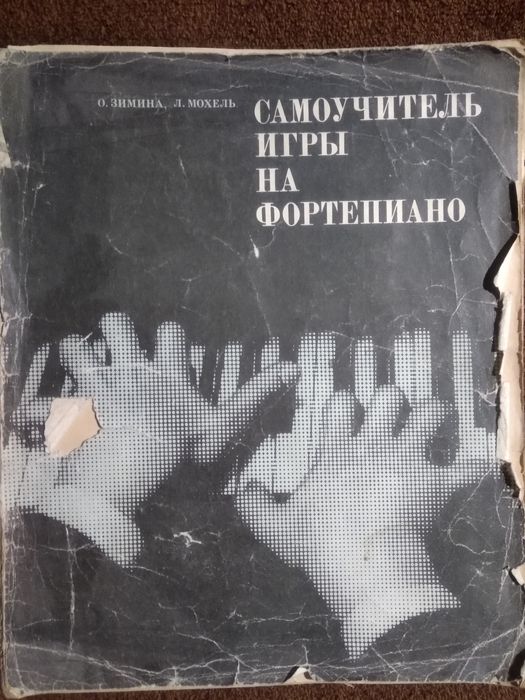 О. ЗИМИНА, Л. МОХЕЛЬ
САМОУЧИТЕЛЬ
ИГРЫ
НА
ФОРТЕПИАНО